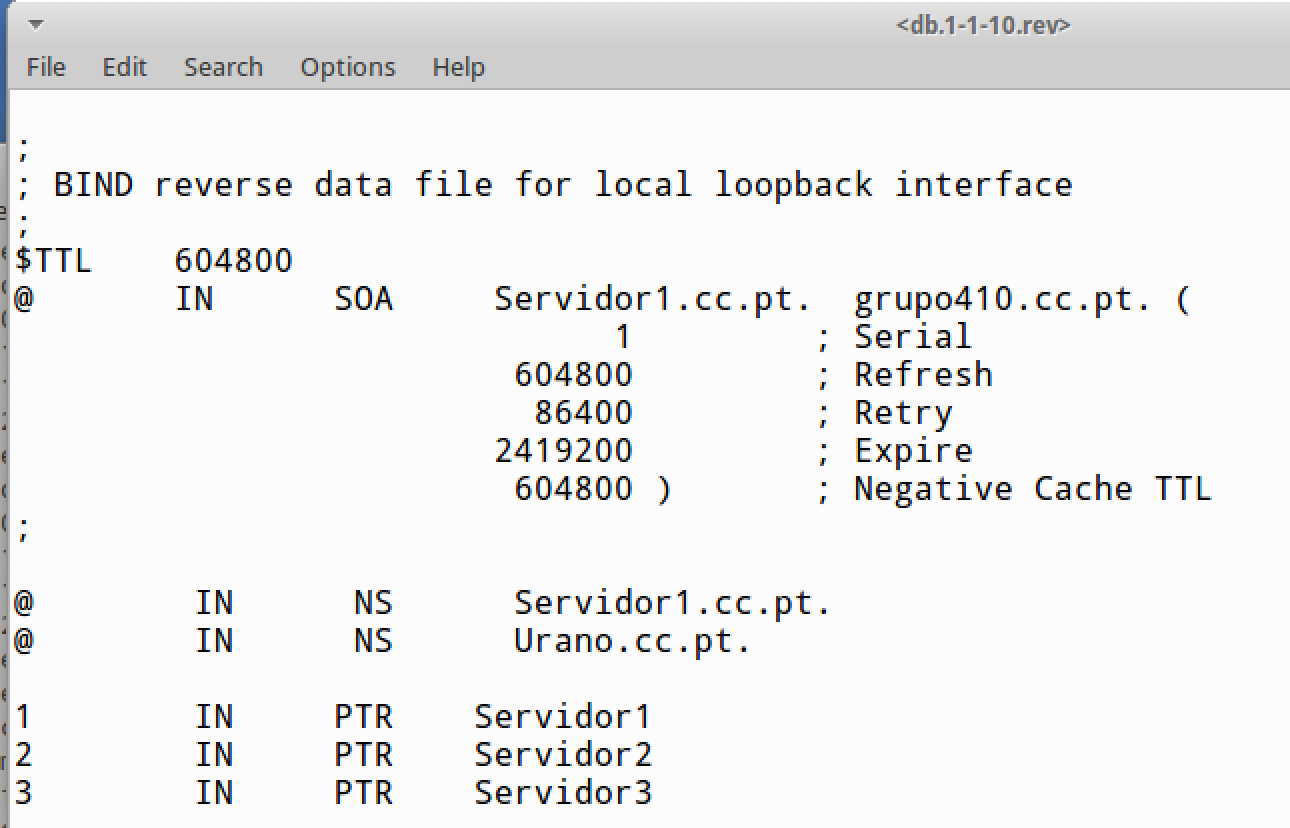 <db.1-1-10.rev>
File Edit Search Options Help
;
; BIND reverse data file for local loopback interface
;
$TTL 604800
@ IN SOA Servidor1.cc.pt. grupo410.cc.pt. (
1 ; Serial
604800 ; Refresh
86400 ; Retry
2419200 ; Expire
604800 ) ; Negative Cache TTL
;
@ IN NS Servidor1.cc.pt.
@ IN NS Urano.cc.pt.
1 IN PTR Servidor1
2 IN PTR Servidor2
3 IN PTR Servidor3